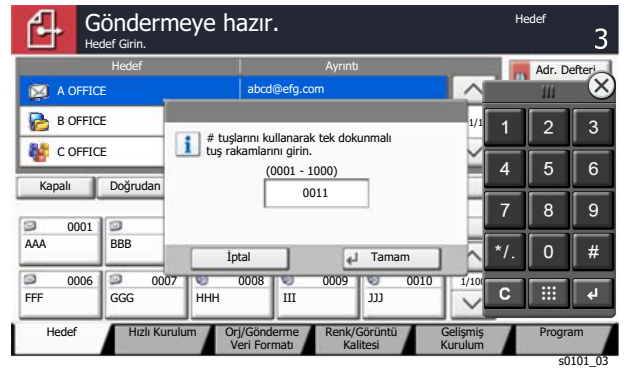 Göndermeye hazır.
Hedef Girin.
Hedef
3
Hedef
Ayrıntı
Adr. Defteri
A OFFICE
abcd@efg.com
B OFFICE
C OFFICE
1/1
# tuşlarını kullanarak tek dokunmalı
tuş rakamlarını girin.
(0001 - 1000)
0011
İptal
Tamam
1 2 3
4 5 6
7 8 9
*/. 0 #
C
Kapalı
Doğrudan
0001
AAA
BBB
0006
FFF
0007
GGG
0008
HHH
0009
III
0010
JJJ
1/100
Hedef
Hızlı Kurulum
Orj/Gönderme
Veri Formatı
Renk/Görüntü
Kalitesi
Gelişmiş
Kurulum
Program
s0101_03